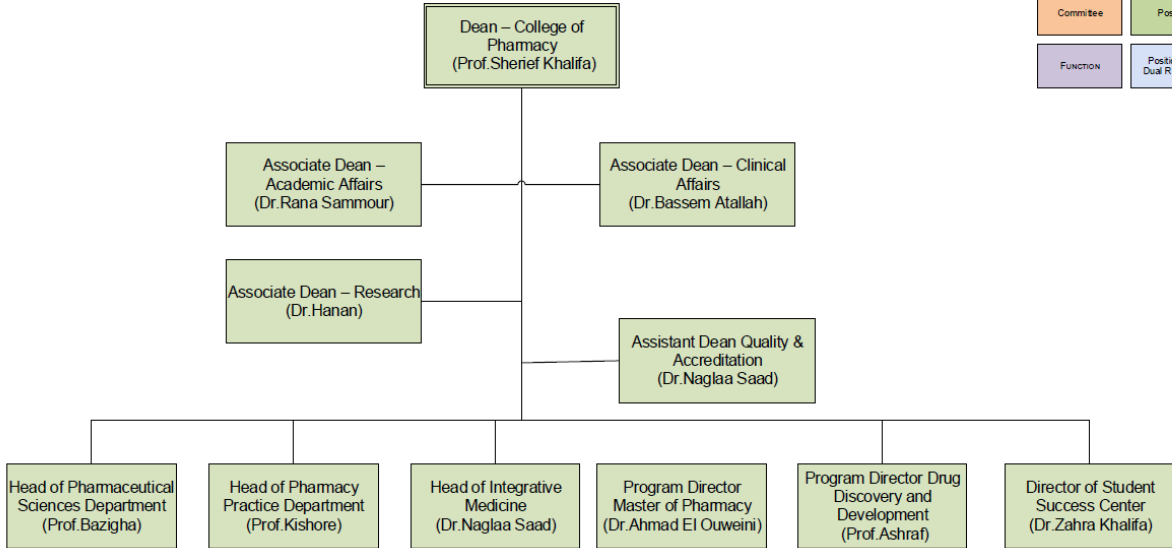 Dean – College of
Pharmacy
(Prof.Sherief Khalifa)
Committee
FUNCTION
Associate Dean –
Academic Affairs
(Dr.Rana Sammour)
Associate Dean – Clinical
Affairs
(Dr.Bassem Atallah)
Associate Dean – Research
(Dr.Hanan)
Assistant Dean Quality &
Accreditation
(Dr.Naglaa Saad)
Head of Pharmaceutical
Sciences Department
(Prof.Bazigha)
Head of Pharmacy
Practice Department
(Prof.Kishore)
Head of Integrative
Medicine
(Dr.Naglaa Saad)
Program Director
Master of Pharmacy
(Dr.Ahmad El Ouweini)
Program Director Drug
Discovery and
Development
(Prof.Ashraf)
Director of Student
Success Center
(Dr.Zahra Khalifa)